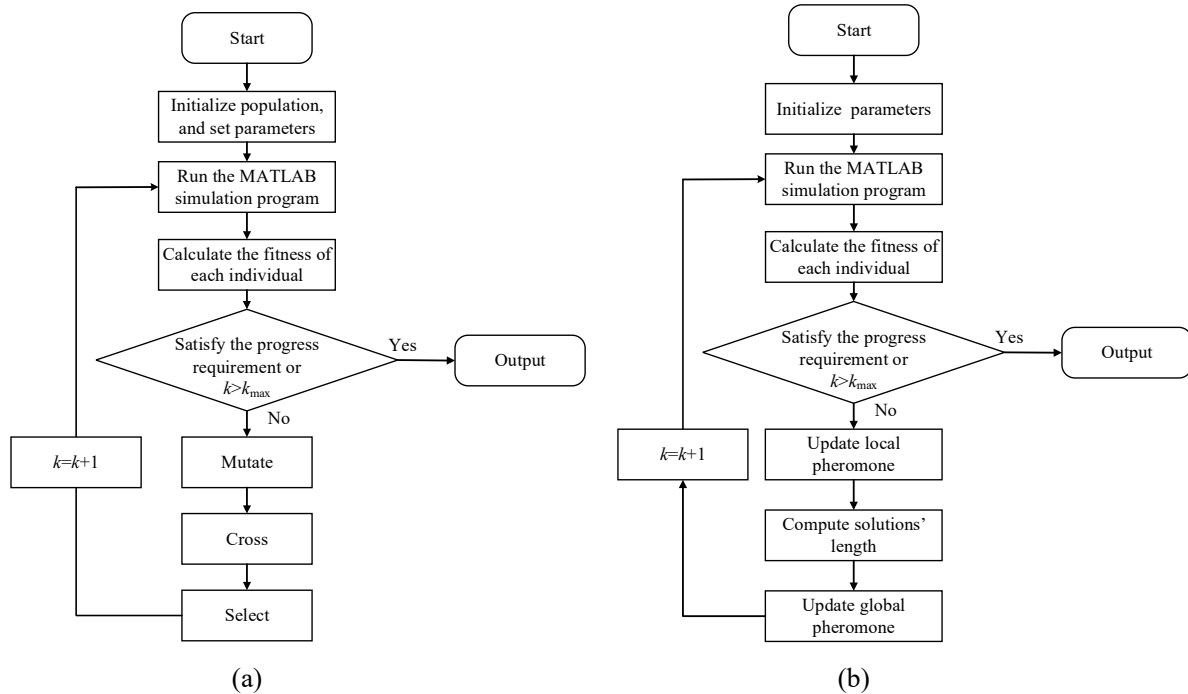 Start
Initialize population,
and set parameters
Run the MATLAB
simulation program
Calculate the fitness of
each individual
Satisfy the progress
requirement or
k>kmax
Yes
Output
No
Mutate
Cross
Select
k=k+1
(a)
Start
Initialize parameters
Run the MATLAB
simulation program
Calculate the fitness of
each individual
Satisfy the progress
requirement or
k>kmax
Yes
Output
No
Update local
pheromone
Compute solutions’
length
Update global
pheromone
k=k+1
(b)